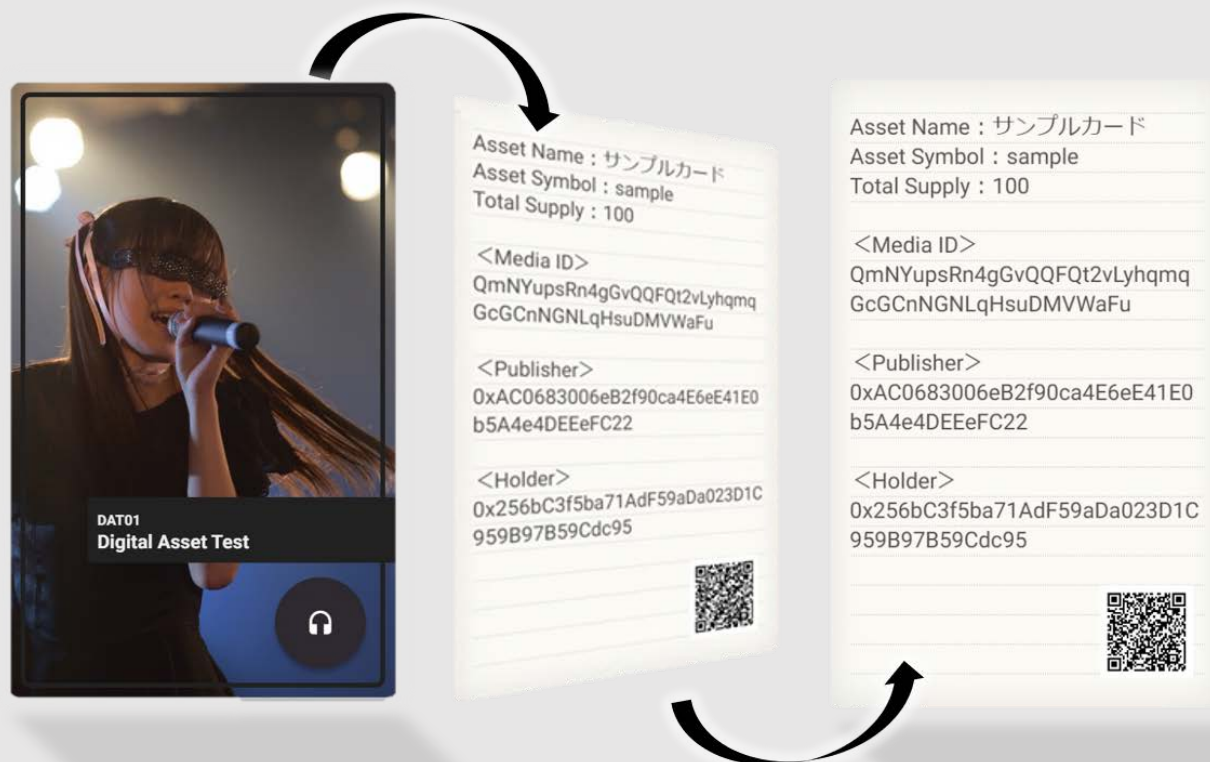 DAT01
Digital Asset Test
Asset Name：サンプルカード
Asset Symbol：sample
Total Supply：100
＜Media ID＞
QmNYupsRn4gGvQQFQt2vLyhqmq
GcGCnNGNLqHsuDMVWaFu
＜Publisher＞
0xAC0683006eB2f90ca4E6eE41E0
b5A4e4DEEeFC22
＜Holder＞
0x256bC3f5ba71AdF59aDa023D1C
959B97B59Cdc95
Asset Name：サンプルカード
Asset Symbol：sample
Total Supply：100
＜Media ID＞
QmNYupsRn4gGvQQFQt2vLyhqmq
GcGCnNGNLqHsuDMVWaFu
＜Publisher＞
0xAC0683006eB2f90ca4E6eE41E0
b5A4e4DEEeFC22
＜Holder＞
0x256bC3f5ba71AdF59aDa023D1C
959B97B59Cdc95